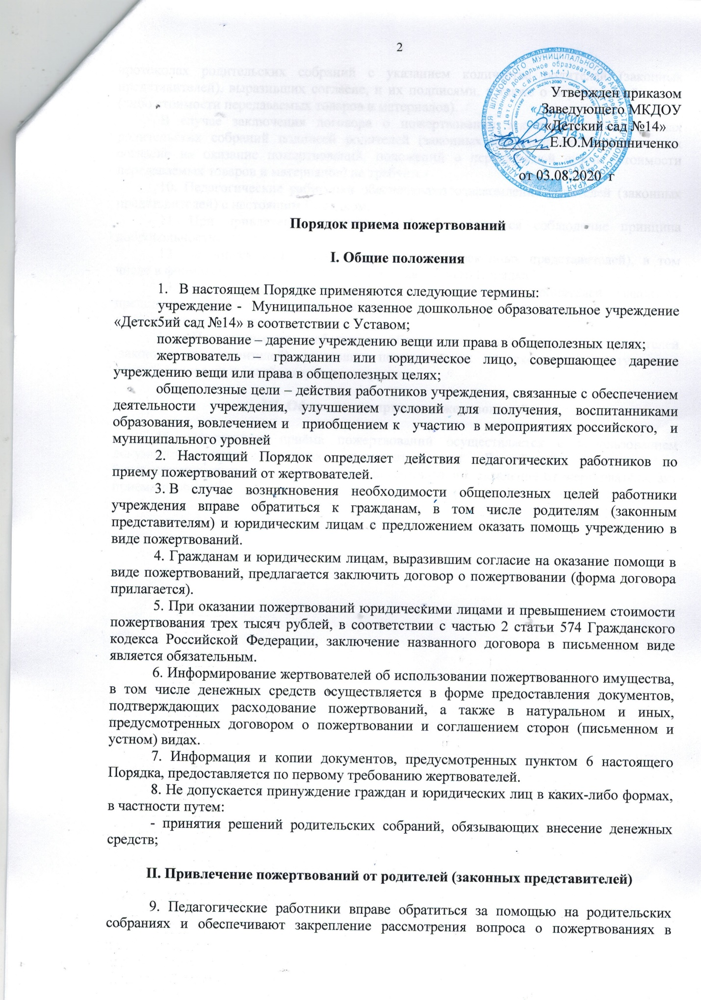 2
Утвержден приказом
Заведующего МКДОУ
«Детский сад №14»
Е.Ю.Мирошниченко
от 03.08.2020 г
Порядок приема пожертвований
I. Общие положения
1. В настоящем Порядке применяются следующие термины:
учреждение - Муниципальное казенное дошкольное образовательное учреждение
«Детск5ий сад №14» в соответствии с Уставом;
пожертвование – дарение учреждению вещи или права в общеполезных целях;
жертвователь – гражданин или юридическое лицо, совершающее дарение
учреждению вещи или права в общеполезных целях;
общеполезные цели – действия работников учреждения, связанные с обеспечением
деятельности учреждения, улучшением условий для получения, воспитанниками
образования, вовлечением и приобщением к участию в мероприятиях российского, и
муниципального уровней
2. Настоящий Порядок определяет действия педагогических работников по
приему пожертвований от жертвователей.
3. В случае возникновения необходимости общеполезных целей работники
учреждения вправе обратиться к гражданам, в том числе родителям (законным
представителям) и юридическим лицам с предложением оказать помощь учреждению в
виде пожертвований.
4. Гражданам и юридическим лицам, выразившим согласие на оказание помощи в
виде пожертвований, предлагается заключить договор о пожертвовании (форма договора
прилагается).
5. При оказании пожертвований юридическими лицами и превышением стоимости
пожертвования трех тысяч рублей, в соответствии с частью 2 статьи 574 Гражданского
кодекса Российской Федерации, заключение названного договора в письменном виде
является обязательным.
6. Информирование жертвователей об использовании пожертвованного имущества,
в том числе денежных средств осуществляется в форме предоставления документов,
подтверждающих расходование пожертвований, а также в натуральном и иных,
предусмотренных договором о пожертвовании и соглашением сторон (письменном и
устном) видах.
7. Информация и копии документов, предусмотренных пунктом 6 настоящего
Порядка, предоставляется по первому требованию жертвователей.
8. Не допускается принуждение граждан и юридических лиц в каких-либо формах,
в частности путем:
- принятия решений родительских собраний, обязывающих внесение денежных
средств;
II. Привлечение пожертвований от родителей (законных представителей)
9. Педагогические работники вправе обратиться за помощью на родительских
собраниях и обеспечивают закрепление рассмотрения вопроса о пожертвованиях в
«Детский
сад №14»